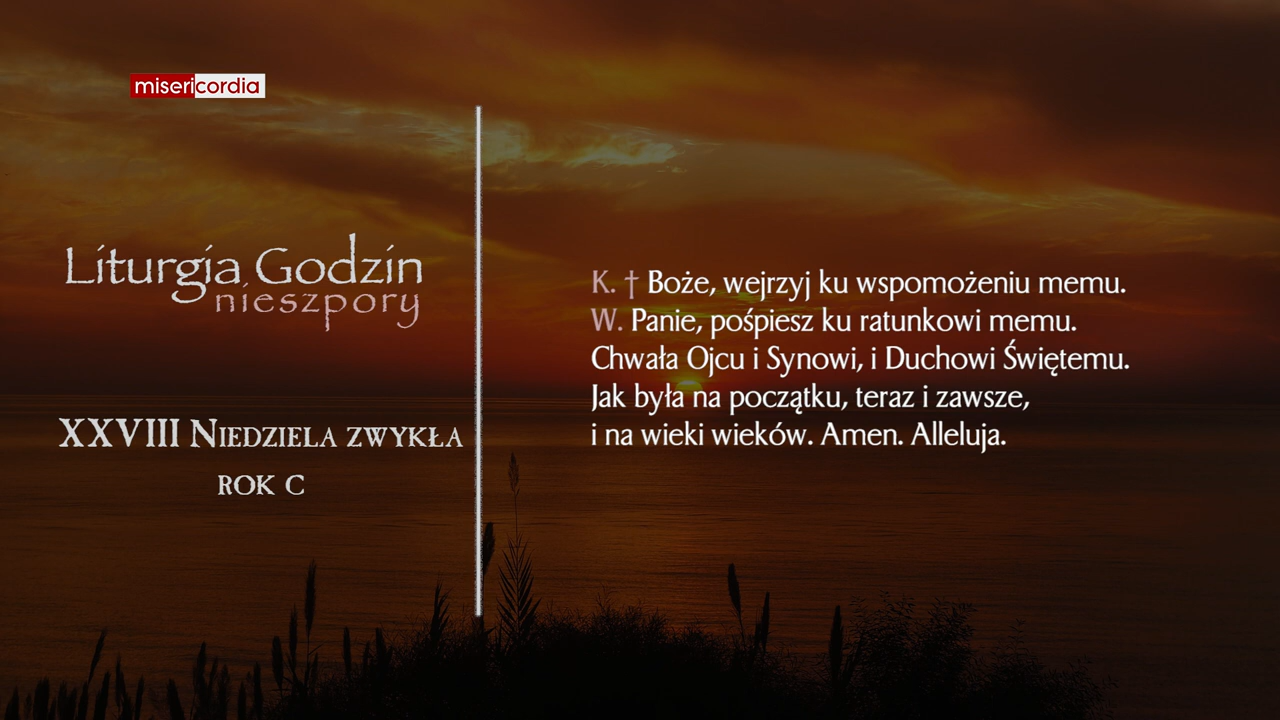 misericordia
Liturgia Godzin
nieszpory
XXVIII Niedziela zwykła
rok C
K. † Boże, wejrzyj ku wspomożeniu memu.
W. Panie, pośpiesz ku ratunkowi memu.
Chwała Ojcu i Synowi, i Duchowi Świętemu.
Jak była na początku, teraz i zawsze,
i na wieki wieków. Amen. Alleluja.